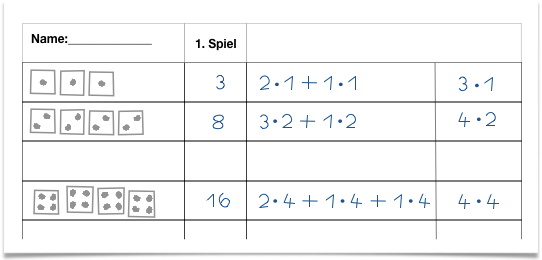 Name:____________ 1. Spiel
3 2·1 + 1·1 3·1
8 3·2 + 1·2 4·2
16 2·4 + 1·4 + 1·4 4·4